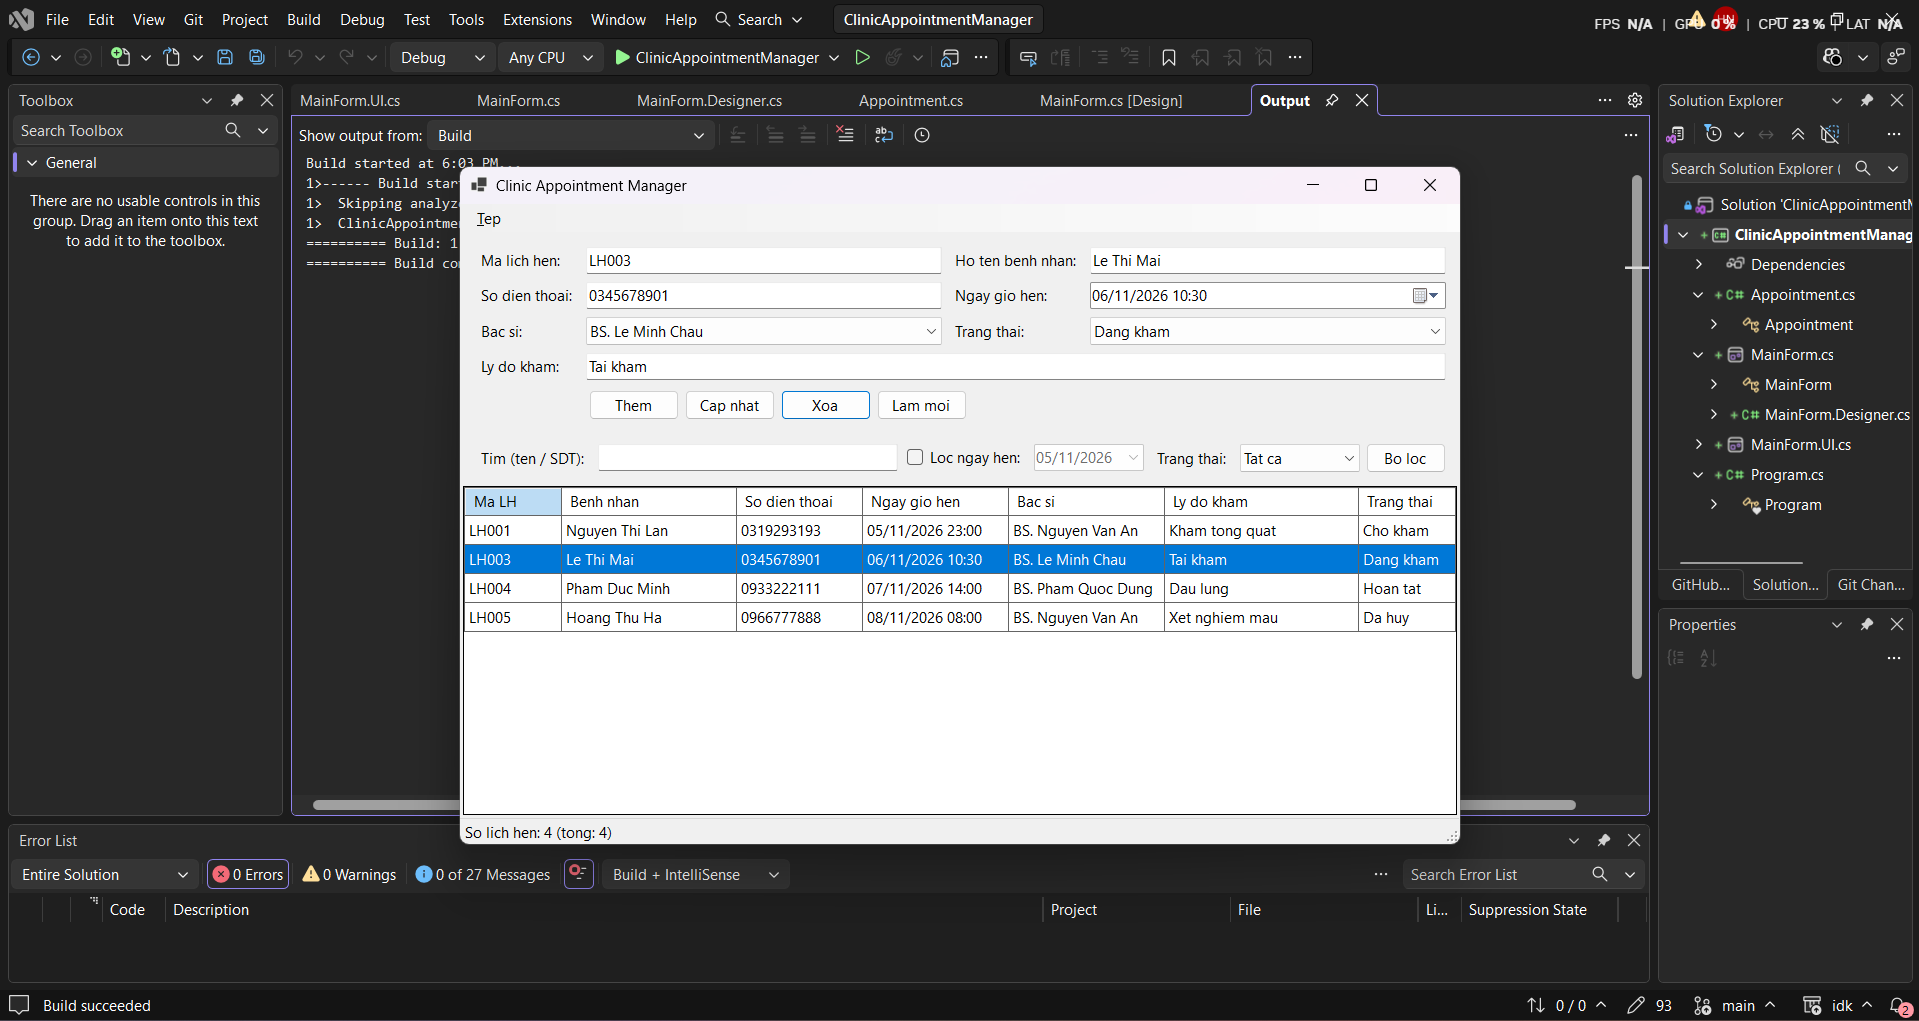 File Edit View Git Project Build Debug Test Tools Extensions Window Help Search ClinicAppointmentManager
FPS N/A | GPU 0 % | CPU 23 % LAT N/A
Debug Any CPU ClinicAppointmentManager
Toolbox
Search Toolbox
General
There are no usable controls in this
group. Drag an item onto this text
to add it to the toolbox.
MainForm.UI.cs MainForm.cs MainForm.Designer.cs Appointment.cs MainForm.cs [Design] Output
Show output from: Build
Build started at 6:03 PM...
1>------ Build star
1> Skipping analyz
1> ClinicAppointme
========== Build: 1
========== Build co
Clinic Appointment Manager
Tep
Ma lich hen: LH003 Ho ten benh nhan: Le Thi Mai
So dien thoai: 0345678901 Ngay gio hen: 06/11/2026 10:30
Bac si: BS. Le Minh Chau Trang thai: Dang kham
Ly do kham: Tai kham
Them Cap nhat Xoa Lam moi
Tim (ten / SDT): Loc ngay hen: 05/11/2026 Trang thai: Tat ca Bo loc
Ma LH Benh nhan So dien thoai Ngay gio hen Bac si Ly do kham Trang thai
LH001 Nguyen Thi Lan 0319293193 05/11/2026 23:00 BS. Nguyen Van An Kham tong quat Cho kham
LH003 Le Thi Mai 0345678901 06/11/2026 10:30 BS. Le Minh Chau Tai kham Dang kham
LH004 Pham Duc Minh 0933222111 07/11/2026 14:00 BS. Pham Quoc Dung Dau lung Hoan tat
LH005 Hoang Thu Ha 0966777888 08/11/2026 08:00 BS. Nguyen Van An Xet nghiem mau Da huy
So lich hen: 4 (tong: 4)
Solution Explorer
Search Solution Explorer (
Solution 'ClinicAppointmentM
ClinicAppointmentManag
Dependencies
C# Appointment.cs
Appointment
MainForm.cs
MainForm
C# MainForm.Designer.cs
MainForm.UI.cs
C# Program.cs
Program
GitHub... Solution... Git Chan...
Properties
Error List
Entire Solution 0 Errors 0 Warnings 0 of 27 Messages Build + IntelliSense Search Error List
Code Description Project File Li... Suppression State
Build succeeded 0 / 0 93 main idk 2